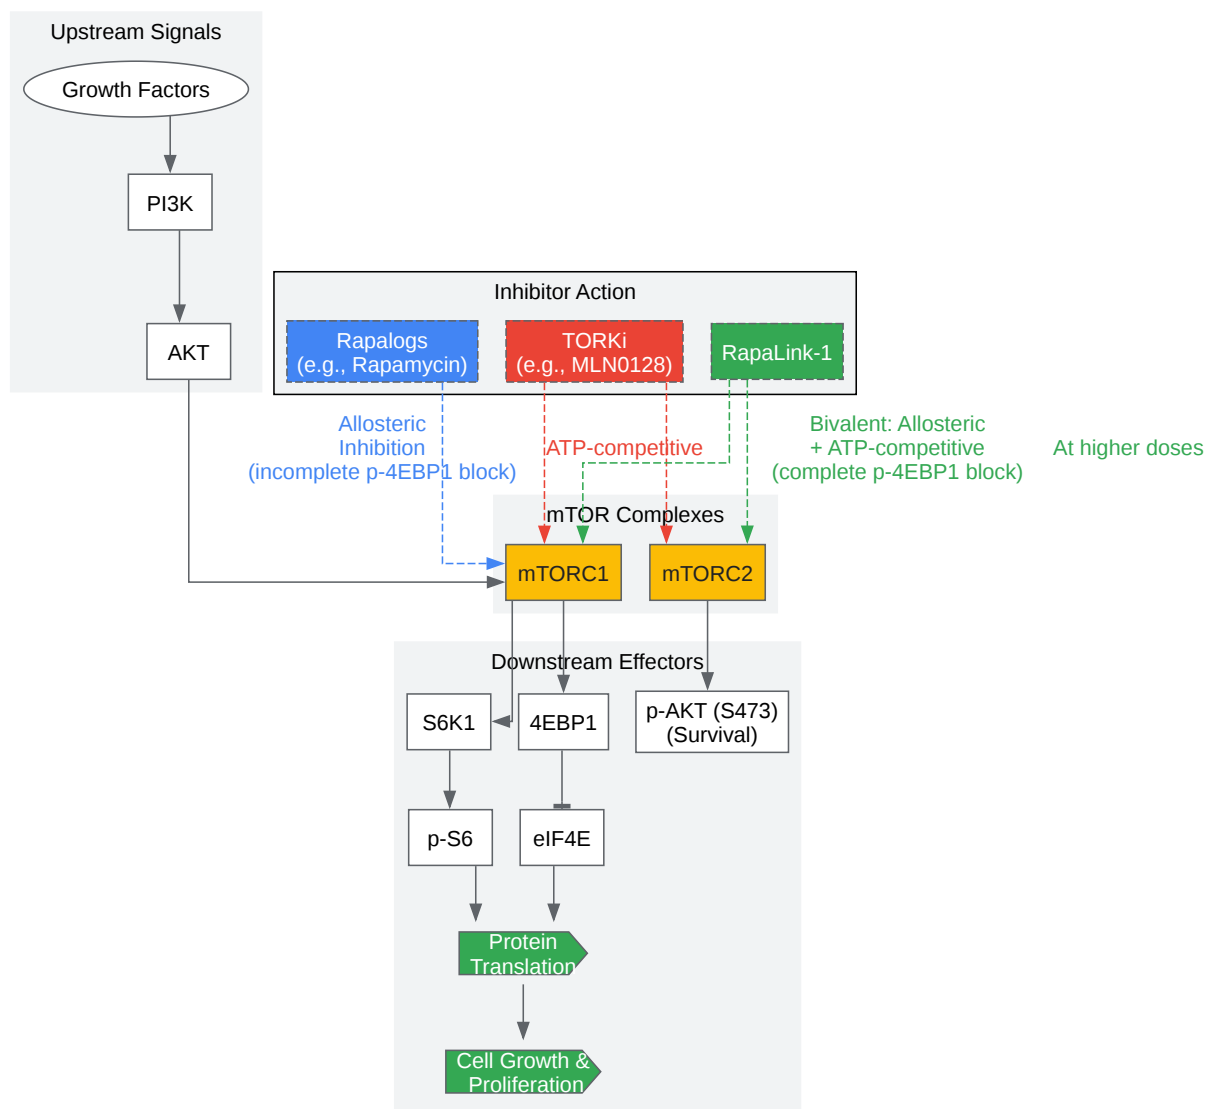 Upstream Signals
Growth Factors
PI3K
AKT
Inhibitor Action
Rapalogs
(e.g., Rapamycin)
TORKi
(e.g., MLN0128)
RapaLink-1
Allosteric
Inhibition
(incomplete p-4EBP1 block)
ATP-competitive
Bivalent: Allosteric
+ ATP-competitive
(complete p-4EBP1 block)
At higher doses
mTOR Complexes
mTORC1
mTORC2
Downstream Effectors
S6K1
4EBP1
p-AKT (S473)
(Survival)
p-S6
eIF4E
Protein
Translation
Cell Growth &
Proliferation